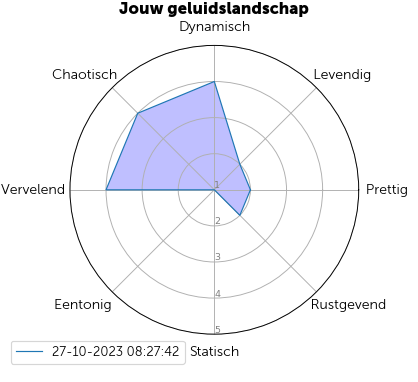 Jouw geluidslandschap
Dynamisch
Chaotisch
Levendig
Vervelend
1
Prettig
2
3
4
Eentonig
Rustgevend
5
27-10-2023 08:27:42
Statisch